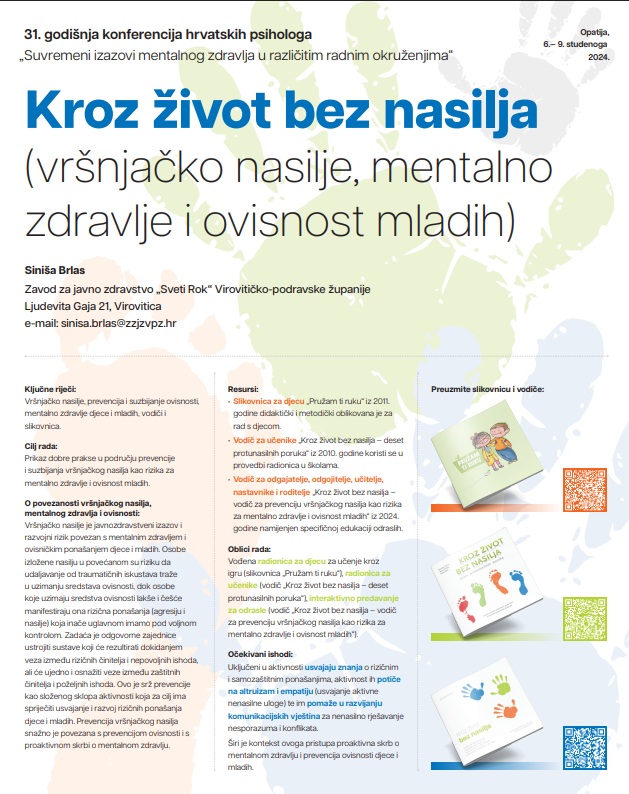 31. godišnja konferencija hrvatskih psihologa
„Suvremeni izazovi mentalnog zdravlja u različitim radnim okruženjima“
Opatija,
6.– 9. studenoga
2024.
Kroz život bez nasilja
(vršnjačko nasilje, mentalno
zdravlje i ovisnost mladih)
Siniša Brlas
Zavod za javno zdravstvo „Sveti Rok“ Virovitičko-podravske županije
Ljudevita Gaja 21, Virovitica
e-mail: sinisa.brlas@zzjzvpz.hr
Ključne riječi:
Vršnjačko nasilje, prevencija i suzbijanje ovisnosti,
mentalno zdravlje djece i mladih, vodiči i
slikovnica.
Cilj rada:
Prikaz dobre prakse u području prevencije
i suzbijanja vršnjačkog nasilja kao rizika za
mentalno zdravlje i ovisnost mladih.
O povezanosti vršnjačkog nasilja,
mentalnog zdravlja i ovisnosti:
Vršnjačko nasilje je javnozdravstveni izazov i
razvojni rizik povezan s mentalnim zdravljem i
ovisničkim ponašanjem djece i mladih. Osobe
izložene nasilju u povećanom su riziku da
udaljavanje od traumatičnih iskustava traže
u uzimanju sredstava ovisnosti, dok osobe
koje uzimaju sredstva ovisnosti lakše i češće
manifestiraju ona rizična ponašanja (agresiju i
nasilje) koja inače uglavnom imamo pod voljnom
kontrolom. Zadaća je odgovorne zajednice
ustrojiti sustave koji će rezultirati dokidanjem
veza između rizičnih činitelja i nepovoljnih ishoda,
ali će ujedno i osnažiti veze između zaštitnih
činitelja i poželjnih ishoda. Ovo je srž prevencije
kao složenog sklopa aktivnosti koja za cilj ima
spriječiti usvajanje i razvoj rizičnih ponašanja
djece i mladih. Prevencija vršnjačkog nasilja
snažno je povezana s prevencijom ovisnosti i s
proaktivnom skrbi o mentalnom zdravlju.
Resursi:
• Slikovnica za djecu „Pružam ti ruku“ iz 2011.
godine didaktički i metodički oblikovana je za
rad s djecom.
• Vodič za učenike „Kroz život bez nasilja – deset
protunasilnih poruka“ iz 2010. godine koristi se u
provedbi radionica u školama.
• Vodič za odgajatelje, odgojitelje, učitelje,
nastavnike i roditelje „Kroz život bez nasilja –
vodič za prevenciju vršnjačkog nasilja kao rizika
za mentalno zdravlje i ovisnost mladih“ iz 2024.
godine namijenjen specifičnoj edukaciji odraslih.
Oblici rada:
Vođena radionica za djecu za učenje kroz
igru (slikovnica „Pružam ti ruku“), radionica za
učenike (vodič „Kroz život bez nasilja – deset
protunasilnih poruka“), interaktivno predavanje
za odrasle (vodič „Kroz život bez nasilja – vodič
za prevenciju vršnjačkog nasilja kao rizika za
mentalno zdravlje i ovisnost mladih“).
Očekivani ishodi:
Uključeni u aktivnosti usvajaju znanja o rizičnim
i samozaštitnim ponašanjima, aktivnost ih potiče
na altruizam i empatiju (usvajanje aktivne
nenasilne uloge) te im pomaže u razvijanju
komunikacijskih vještina za nenasilno rješavanje
nesporazuma i konflikata.
Širi je kontekst ovoga pristupa proaktivna skrb o
mentalnom zdravlju i prevencija ovisnosti djece i
mladih.
Preuzmite slikovnicu i vodiče:
PRUŽAM
TI RUKU
KROZ ŽIVOT
BEZ NASILJA
bez nasilja